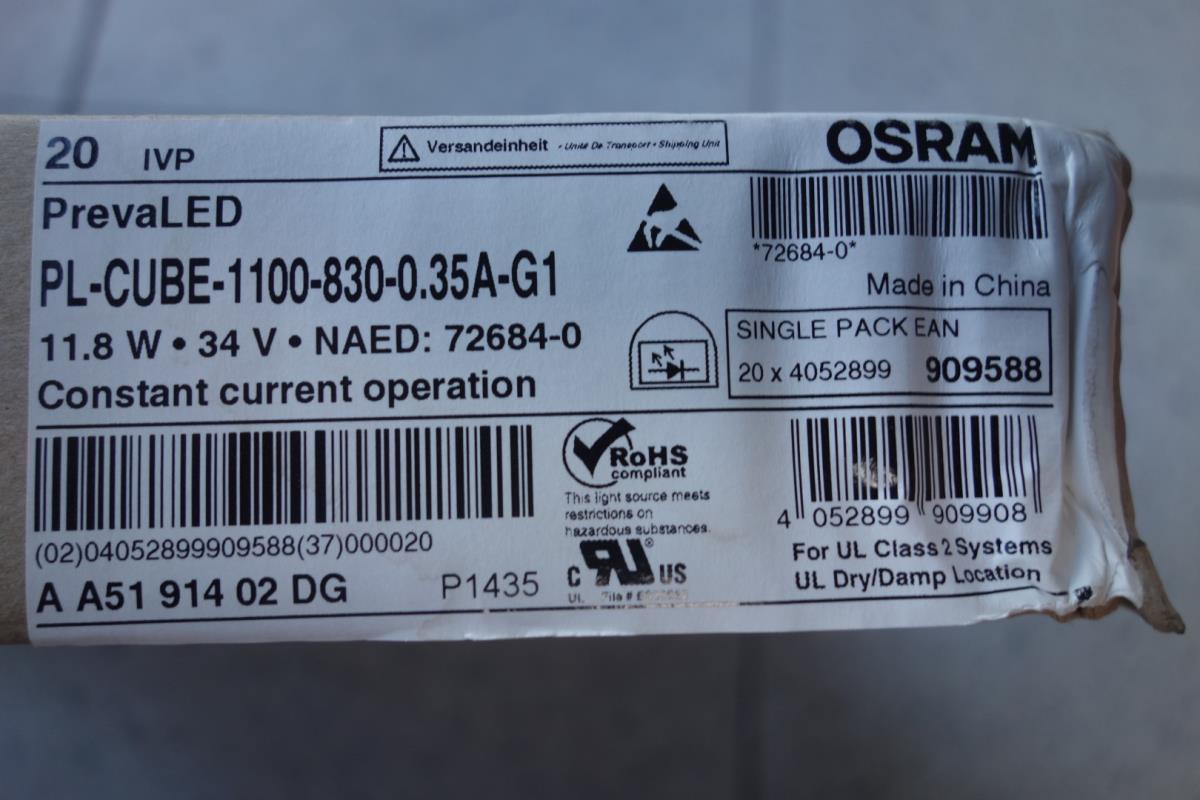 20 IVP
Versandeinheit - Unité De Transport - Shipping Unit
OSRAM
PrevaLED
*72684-0*
PL-CUBE-1100-830-0.35A-G1
Made in China
11.8 W • 34 V • NAED: 72684-0
SINGLE PACK EAN
20 x 4052899 909588
Constant current operation
RoHS
compliant
This light source meets
restrictions on
hazardous substances.
(02)04052899909588(37)000020
4 052899 909908
For UL Class 2 Systems
UL Dry/Damp Location
A A51 914 02 DG
P1435
C RU ® US
UL File #